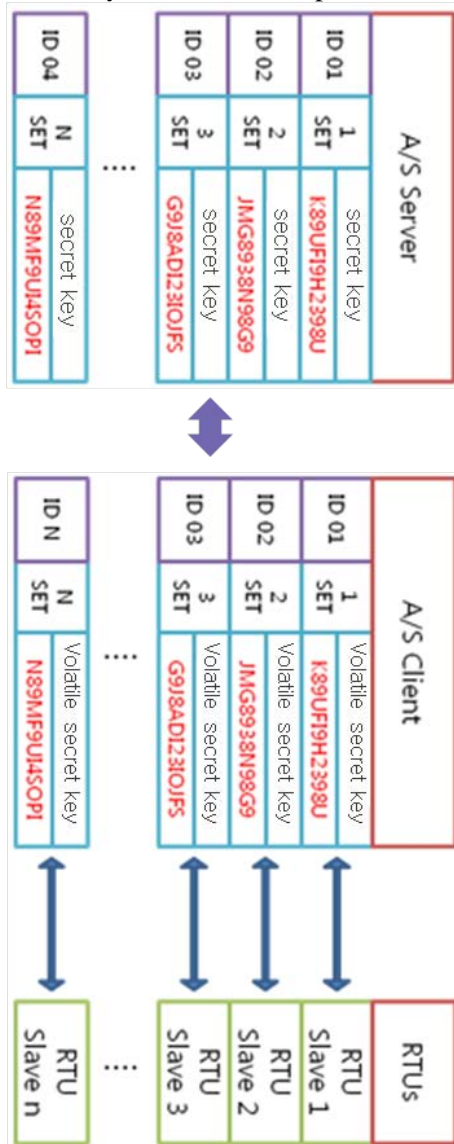 A/S Server
ID 01
1
SET
secret key
K89UFI9H2398U
ID 02
2
SET
secret key
JMG8938N98G9
ID 03
3
SET
secret key
G9J8ADI23IOJFS
....
ID 04
N
SET
secret key
N89MF9UI4SOPI
A/S Client
ID 01
1
SET
Volatile secret key
K89UFI9H2398U
ID 02
2
SET
Volatile secret key
JMG8938N98G9
ID 03
3
SET
Volatile secret key
G9J8ADI23IOJFS
....
ID N
N
SET
Volatile secret key
N89MF9UI4SOPI
RTUs
RTU
Slave 1
RTU
Slave 2
RTU
Slave 3
....
RTU
Slave n